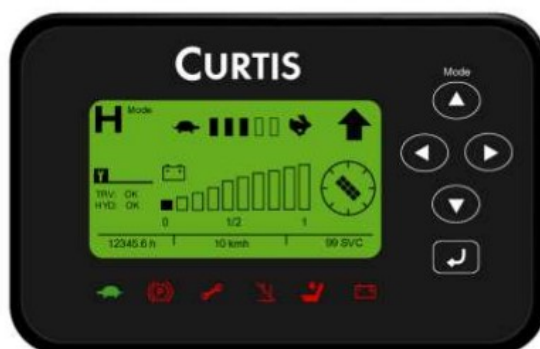 CURTIS
Mode
H Mode
TRV: OK
HYD: OK
0 1/2 1
12345.6 h 10 kmh 99 SVC
P